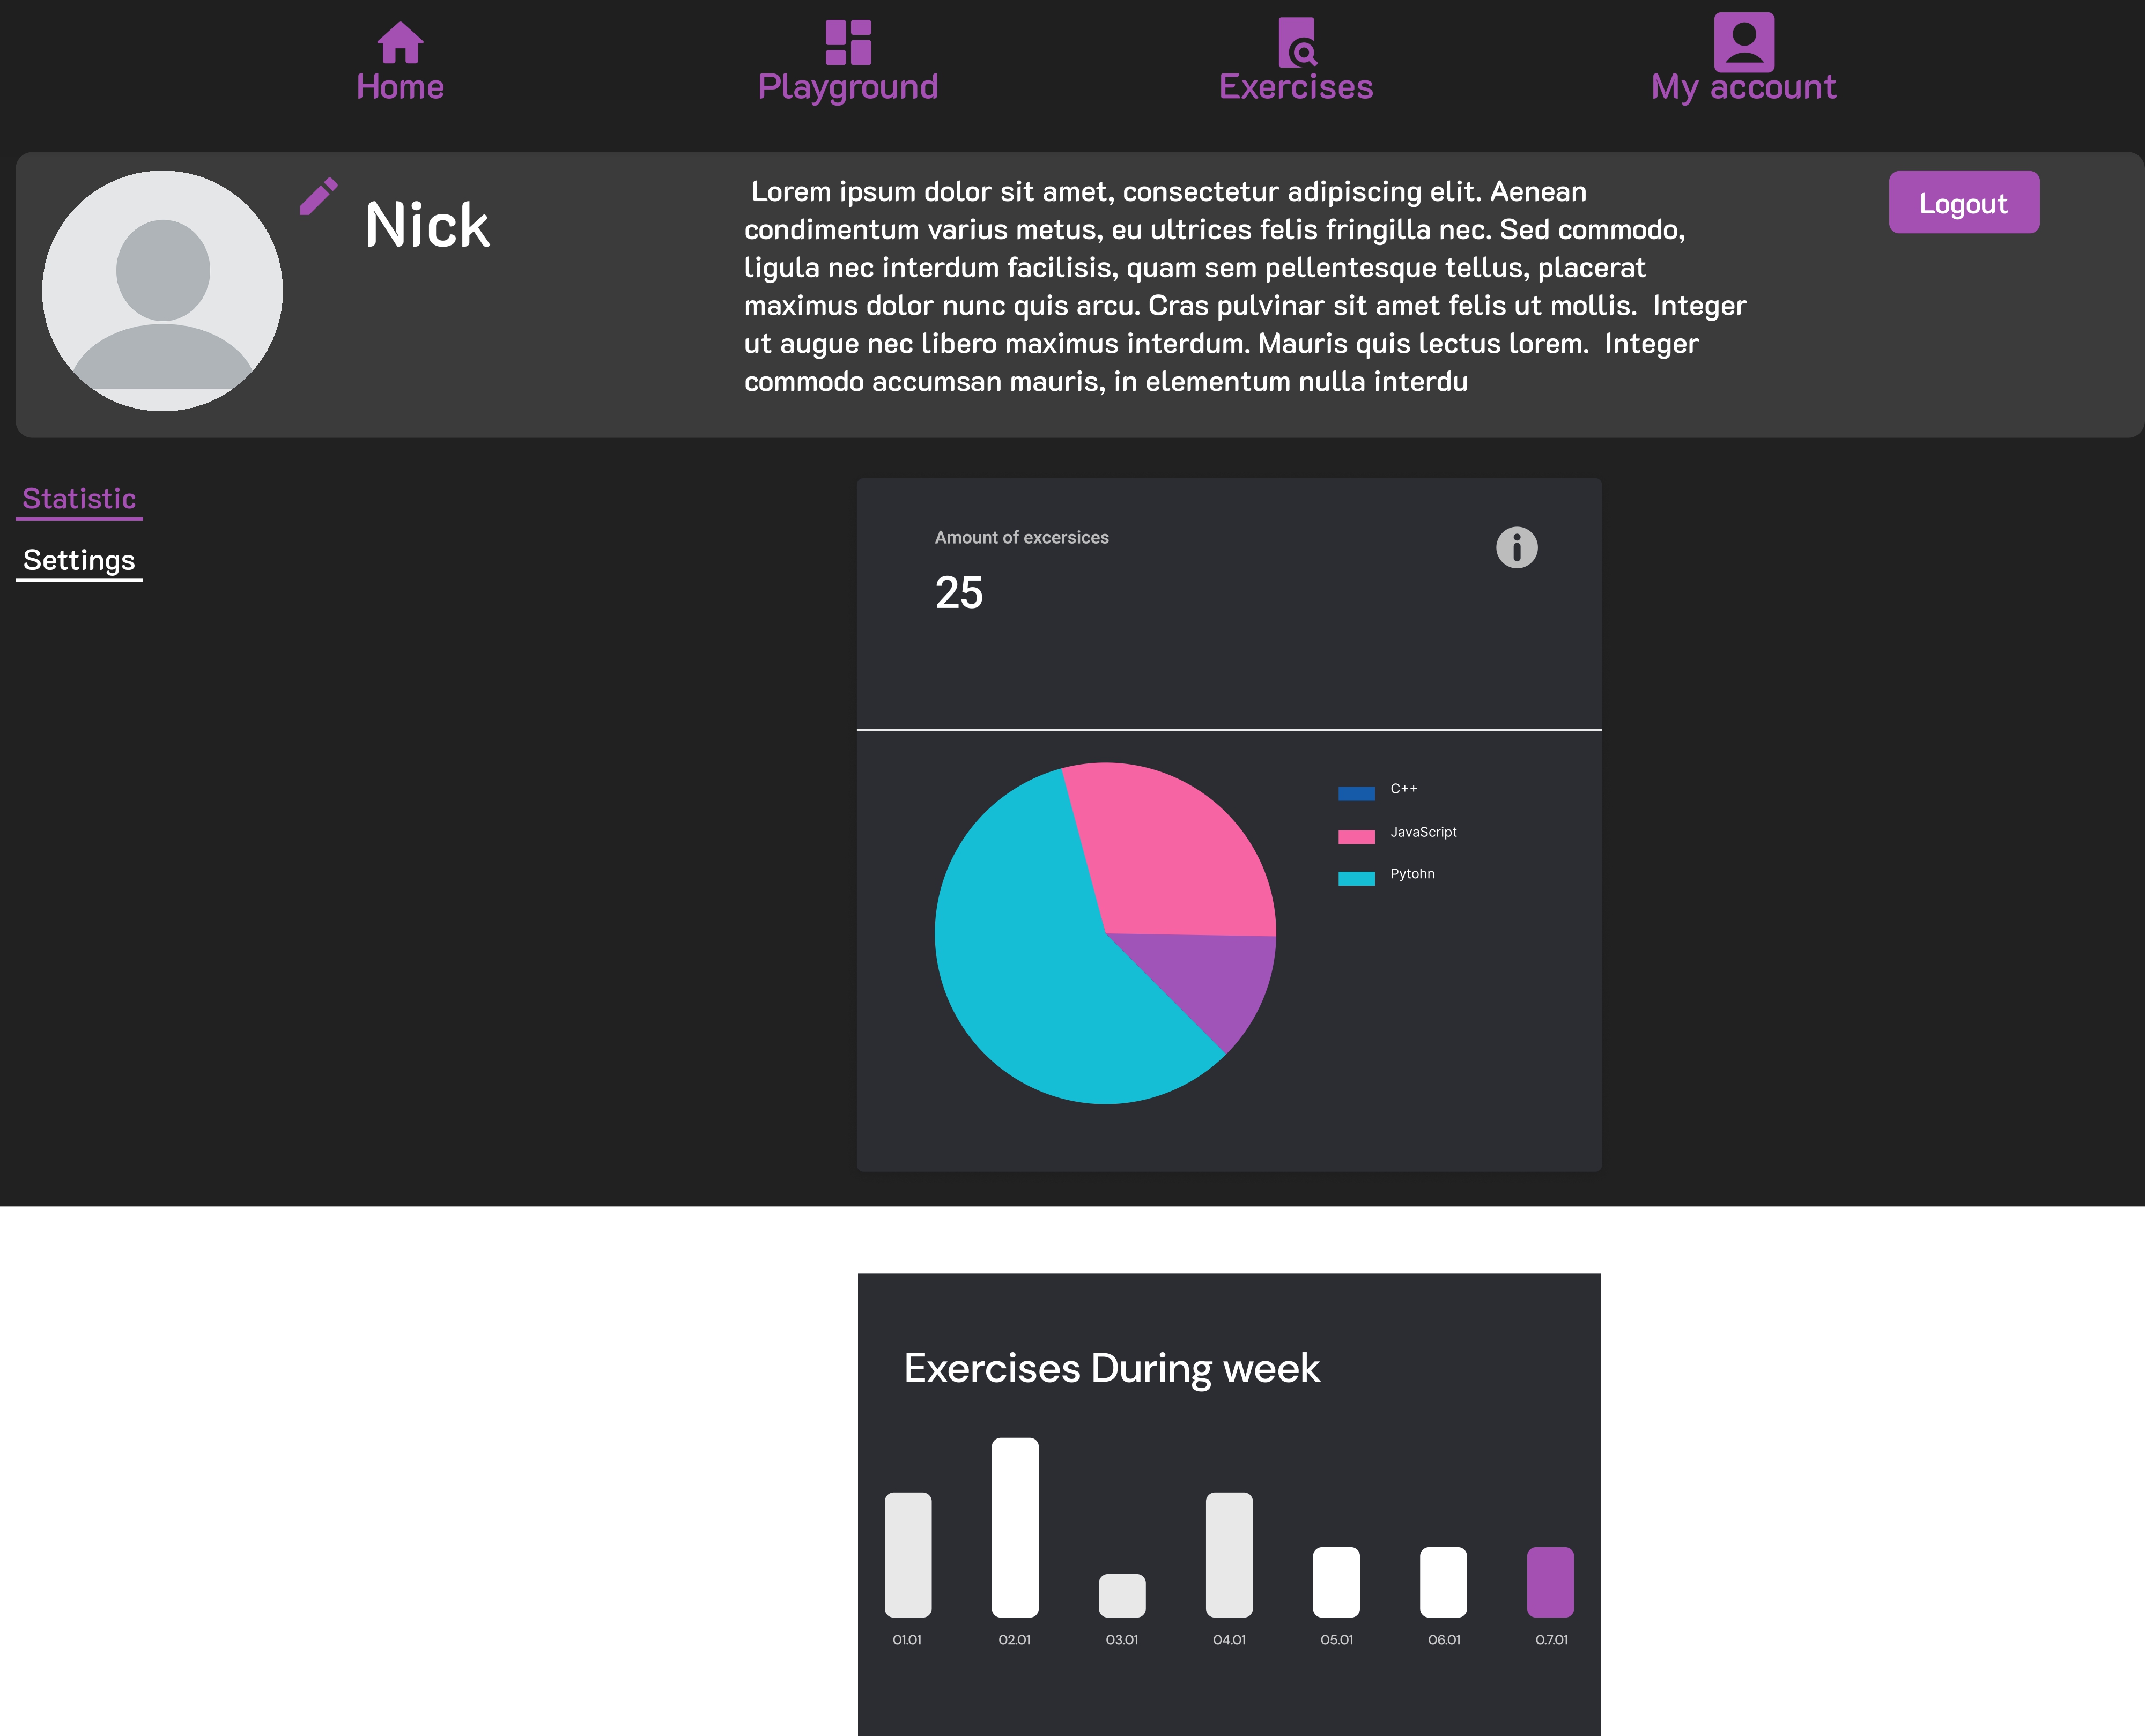 Home
Playground
Exercises
My account
Nick
Lorem ipsum dolor sit amet, consectetur adipiscing elit. Aenean
condimentum varius metus, eu ultrices felis fringilla nec. Sed commodo,
ligula nec interdum facilisis, quam sem pellentesque tellus, placerat
maximus dolor nunc quis arcu. Cras pulvinar sit amet felis ut mollis.  Integer
ut augue nec libero maximus interdum. Mauris quis lectus lorem.  Integer
commodo accumsan mauris, in elementum nulla interdu
Logout
Statistic
Settings
Amount of excersices
25
C++
JavaScript
Pytohn
Exercises During week
01.01
02.01
03.01
04.01
05.01
06.01
0.7.01